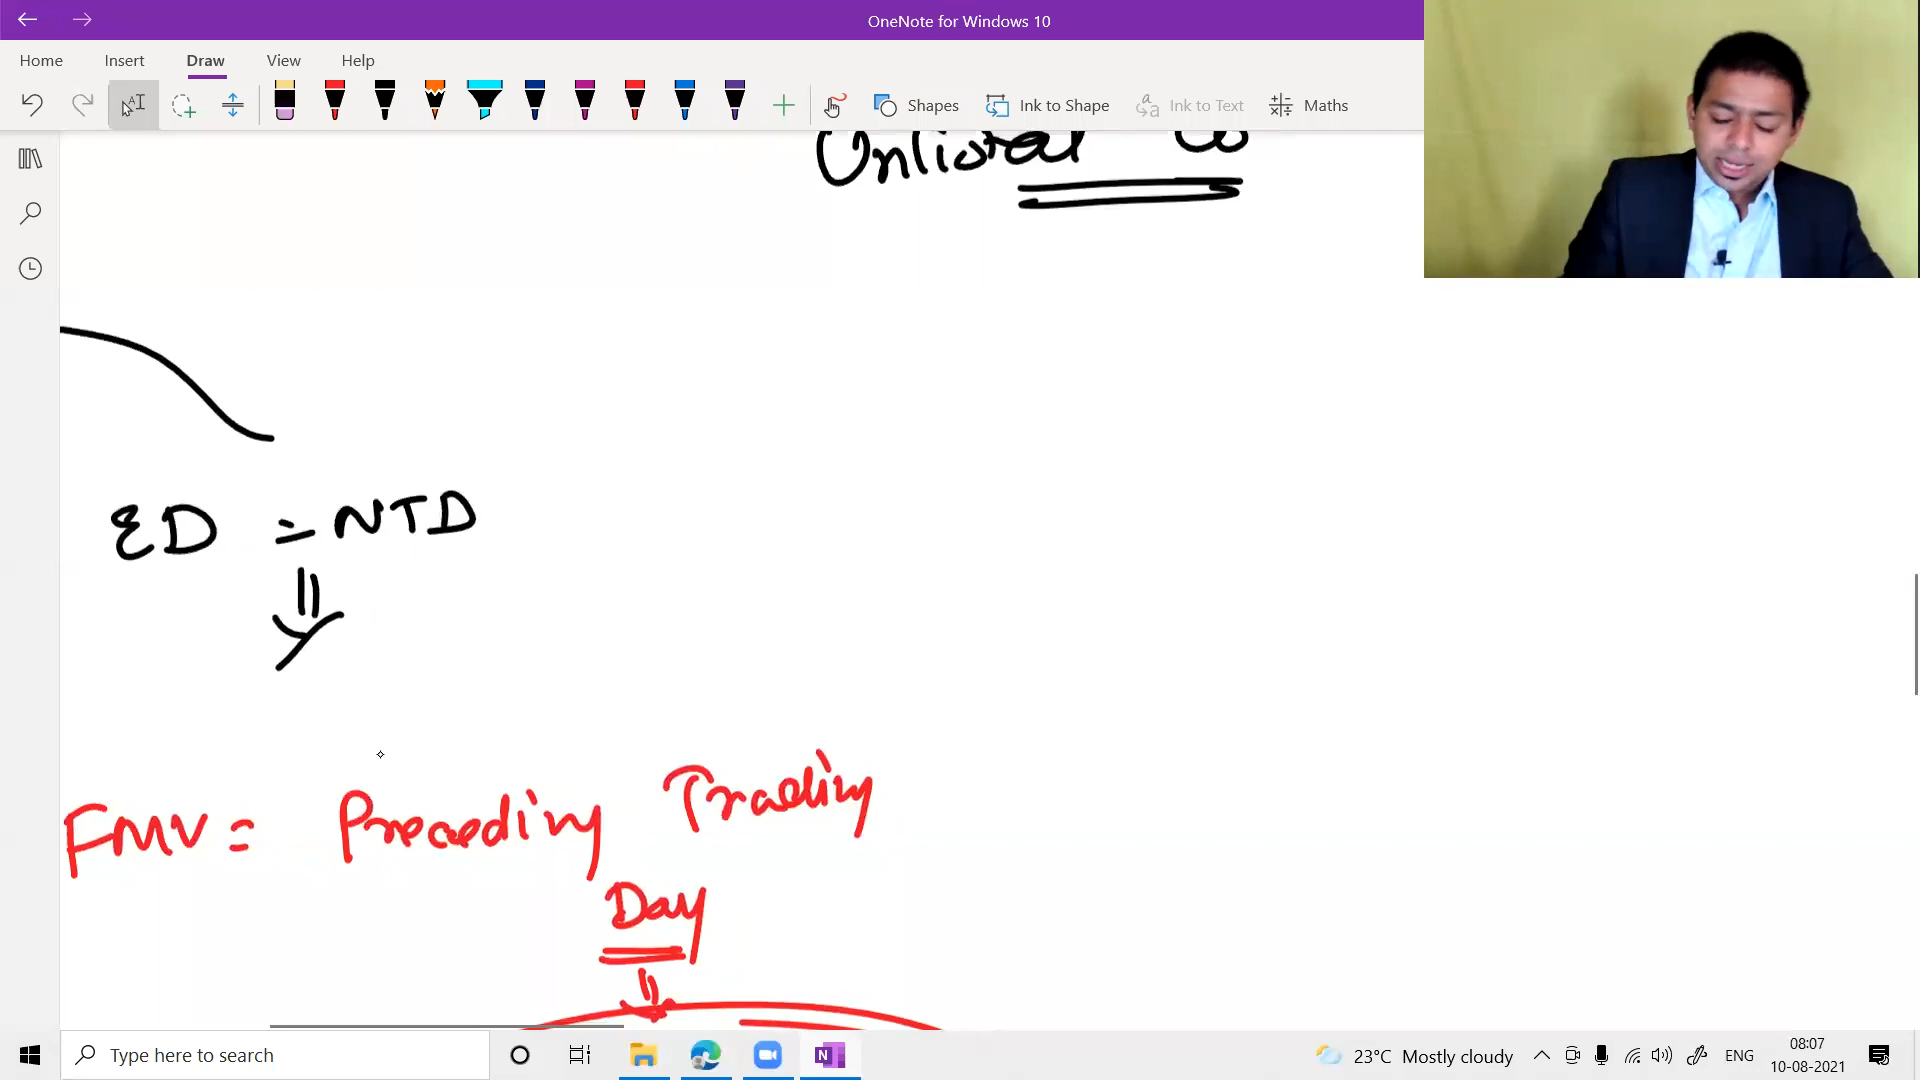 OneNote for Windows 10
Home Insert Draw View Help
Shapes Ink to Shape Ink to Text Maths
ED = NTD
FMV = Preceding Trading
Day
Type here to search
23°C Mostly cloudy ENG
08:07
10-08-2021